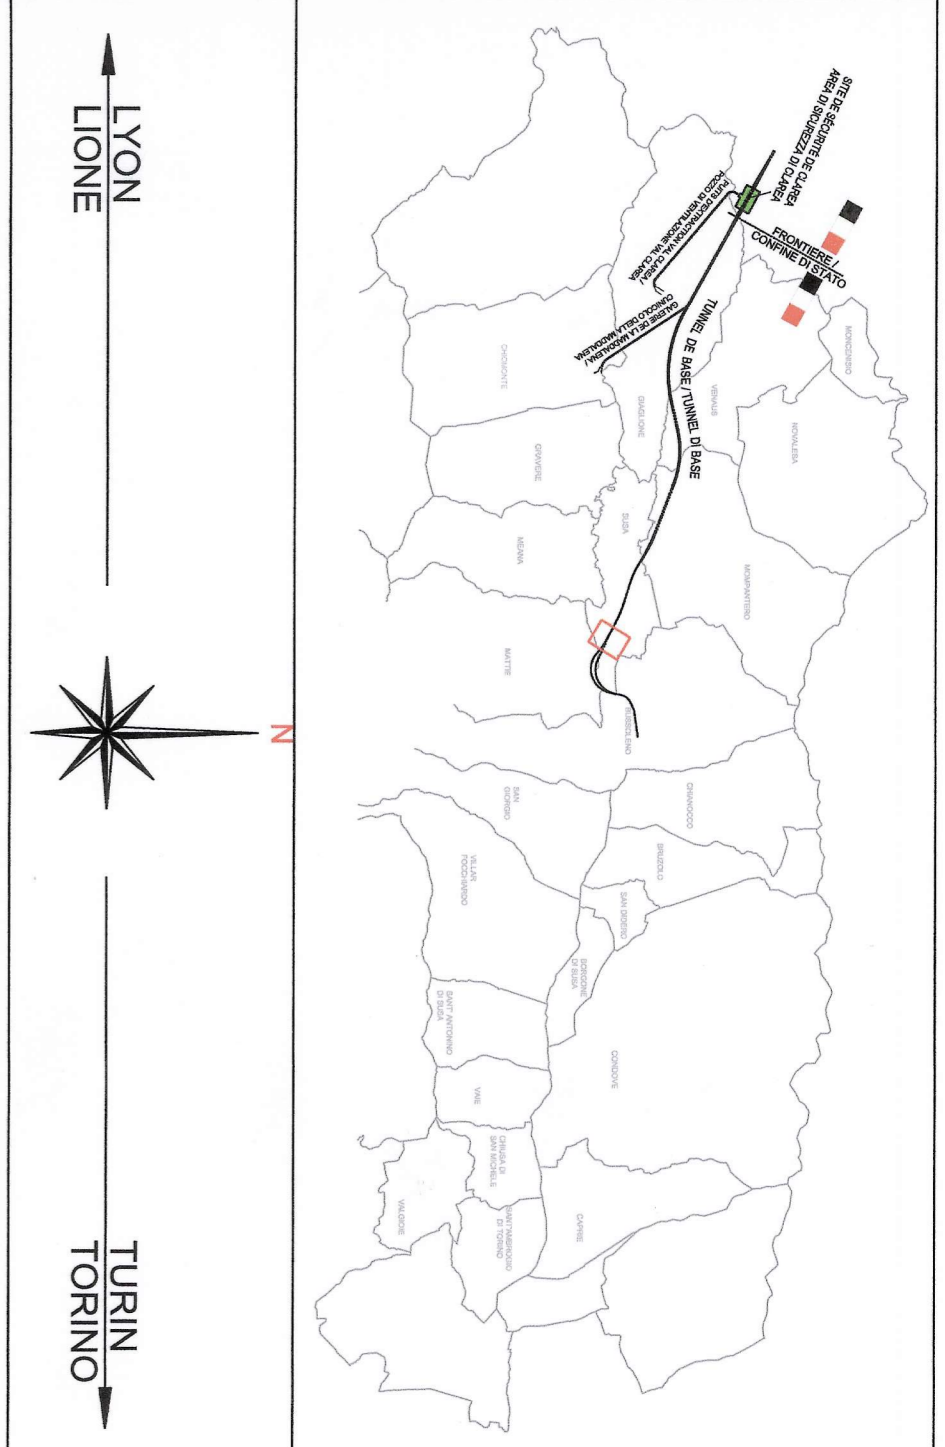 SITE DE SÉCURITÉ DE CLAREA
AREA DI SICUREZZA DI CLAREA
FRONTIERE /
CONFINE DI STATO
PUITS D'EXTRACTION VAL CLAREA /
POZZO DI VENTILAZIONE VAL CLAREA
GALERIE DE LA MADDALENA /
CUNICOLO DELLA MADDALENA
TUNNEL DE BASE / TUNNEL DI BASE
MONCENISIO
NOVALESA
VENAUS
GIAGLIONE
CHIOMONTE
GRAVERE
SUSA
MEANA
MOMPANTERO
MATTIE
BUSSOLENO
CHIANOCCO
SAN
GIORGIO
BRUZOLO
VILLAR
FOCCHIARDO
SAN DIDERO
BORGONE
DI SUSA
SANT' ANTONINO
DI SUSA
CONDOVE
VAIE
CHIUSA DI
SAN MICHELE
CAPRIE
SANT'AMBROGIO
DI TORINO
VALGIOIE
LYON
LIONE
N
TURIN
TORINO